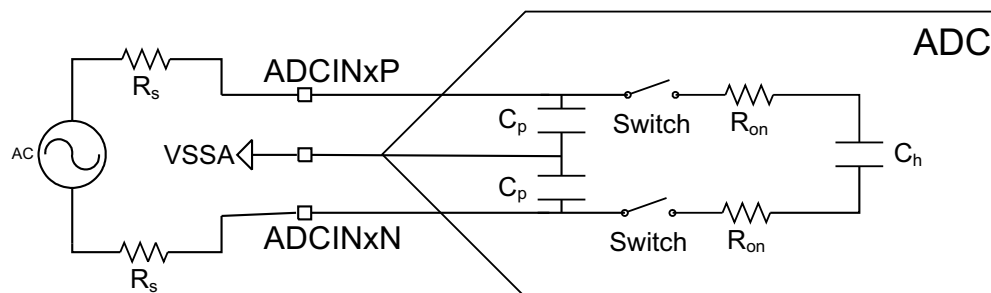 ADC
ADCINxP
Rs
Cp
Switch
Ron
AC
VSSA
Ch
Cp
ADCINxN
Rs
Switch
Ron